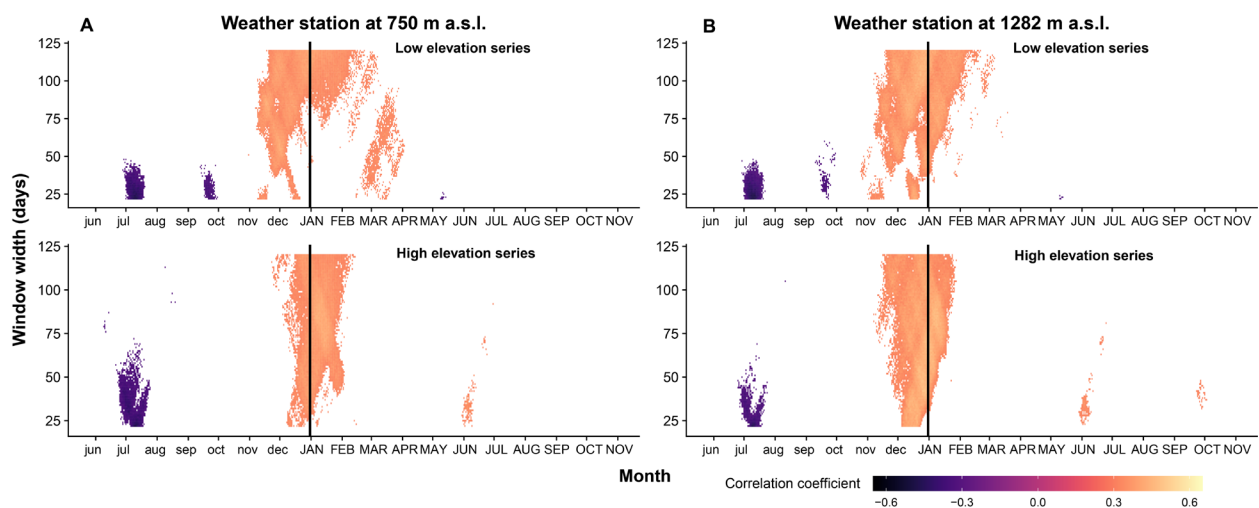 A Weather station at 750 m a.s.l.
Low elevation series
125
100
75
50
25
jun jul aug sep oct nov dec JAN FEB MAR APR MAY JUN JUL AUG SEP OCT NOV
High elevation series
125
100
75
50
25
jun jul aug sep oct nov dec JAN FEB MAR APR MAY JUN JUL AUG SEP OCT NOV
Window width (days)
B Weather station at 1282 m a.s.l.
Low elevation series
125
100
75
50
25
jun jul aug sep oct nov dec JAN FEB MAR APR MAY JUN JUL AUG SEP OCT NOV
High elevation series
125
100
75
50
25
jun jul aug sep oct nov dec JAN FEB MAR APR MAY JUN JUL AUG SEP OCT NOV
Month
Correlation coefficient
−0.6 −0.3 0.0 0.3 0.6